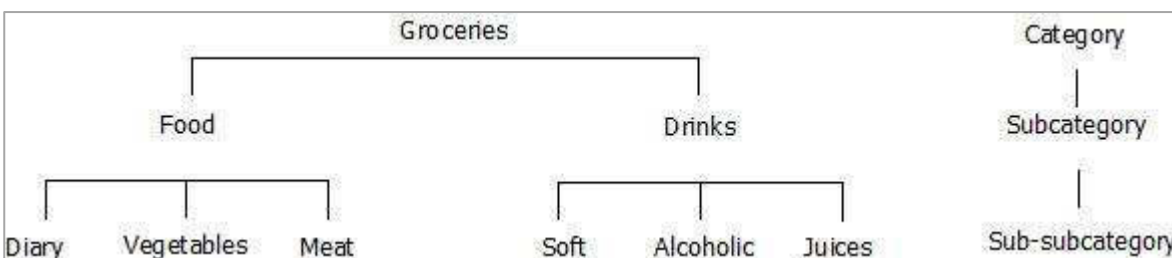 Groceries Category
Food Drinks Subcategory
Diary Vegetables Meat Soft Alcoholic Juices Sub-subcategory